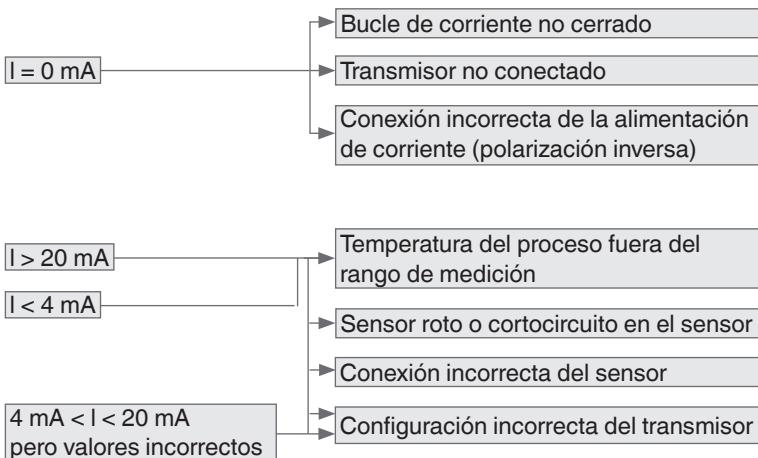 Bucle de corriente no cerrado
I = 0 mA
Transmisor no conectado
Conexión incorrecta de la alimentación
de corriente (polarización inversa)
I > 20 mA
Temperatura del proceso fuera del
rango de medición
I < 4 mA
Sensor roto o cortocircuito en el sensor
Conexión incorrecta del sensor
4 mA < I < 20 mA
pero valores incorrectos
Configuración incorrecta del transmisor